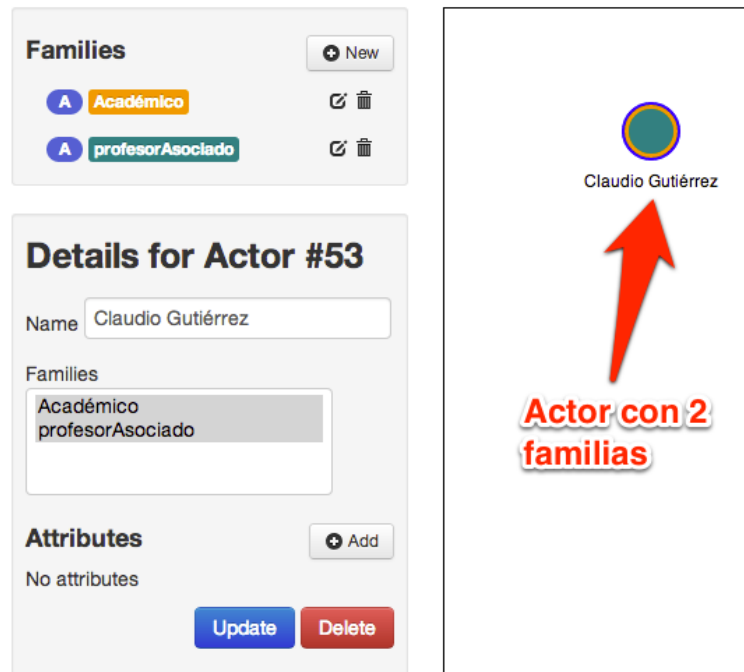 Families
New
A Académico
A profesorAsociado
Details for Actor #53
Name Claudio Gutiérrez
Families
Académico
profesorAsociado
Attributes
Add
No attributes
Update Delete
Claudio Gutiérrez
Actor con 2
familias